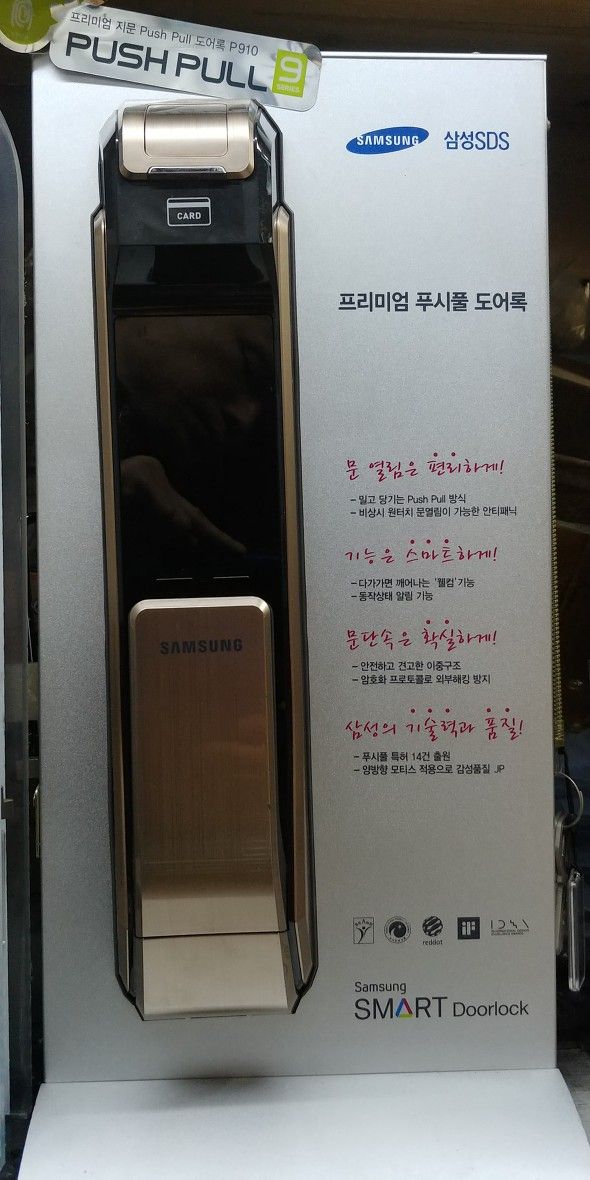 프리미엄 지문 Push Pull 도어록 P910
PUSH PULL 9
SERIES
SAMSUNG 삼성SDS
CARD
프리미엄 푸시풀 도어록
문 열림은 편리하게!
- 밀고 당기는 Push Pull 방식
- 비상시 원터치 문열림이 가능한 안티패닉
기능은 스마트하게!
- 다가가면 깨어나는 '웰컴' 기능
- 동작상태 알림 기능
SAMSUNG
문단속은 확실하게!
- 안전하고 견고한 이중구조
- 암호화 프로토콜로 외부해킹 방지
삼성의 기술력과 품질!
- 푸시풀 특허 14건 출원
- 양방향 모티스 적용으로 감성품질 UP
reddot
iF
Samsung
SMART Doorlock